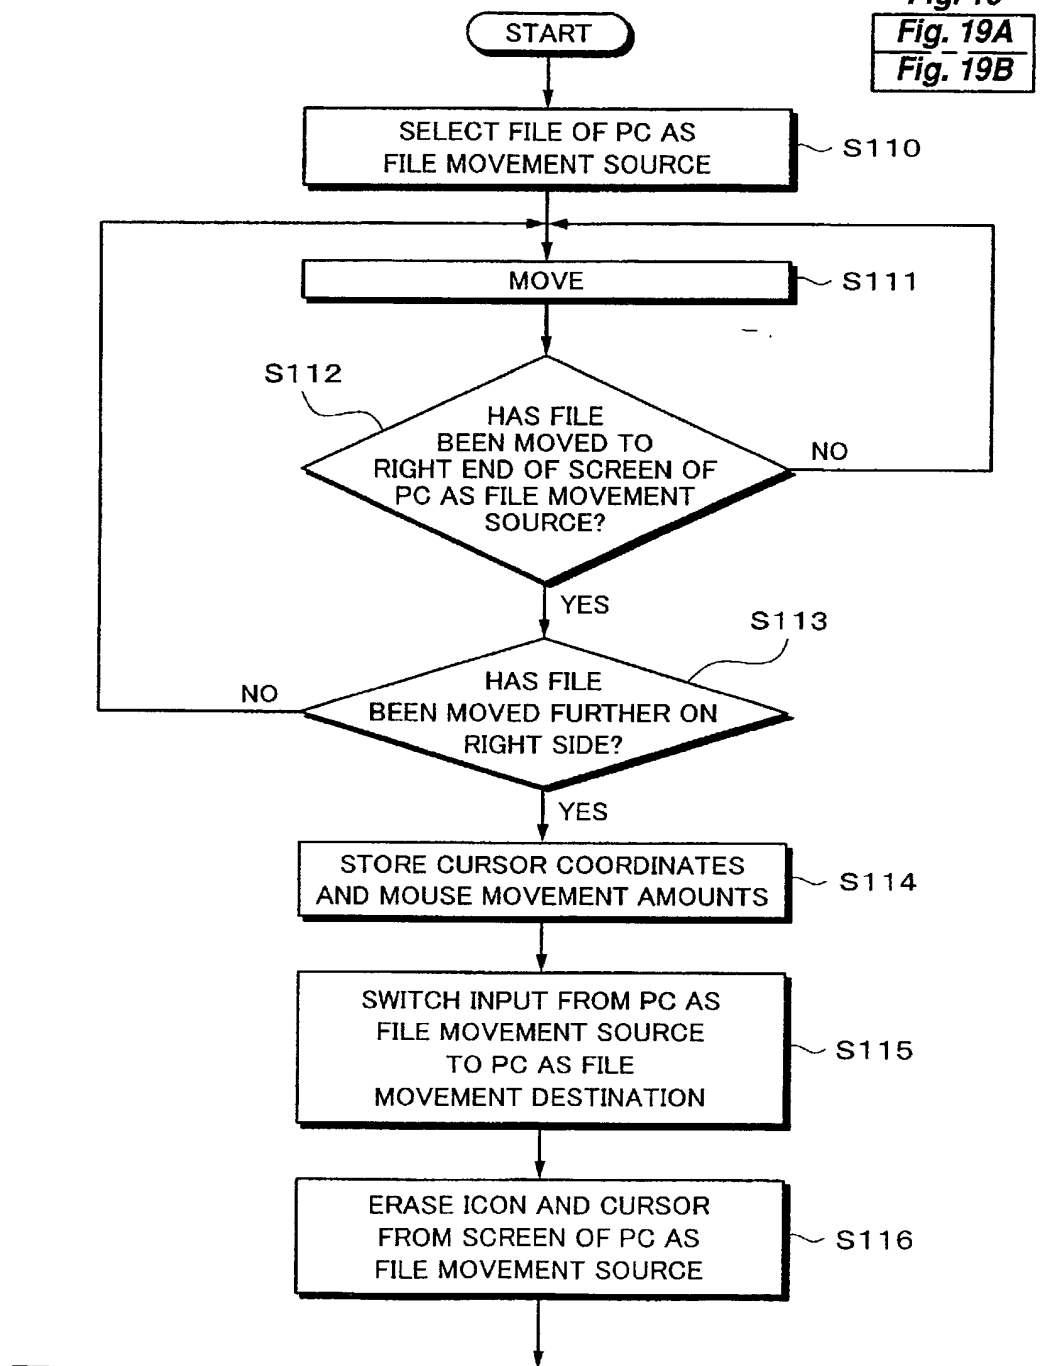 Fig. 19
Fig. 19A
Fig. 19B
START
SELECT FILE OF PC AS
FILE MOVEMENT SOURCE
S110
MOVE
S111
S112
HAS FILE
BEEN MOVED TO
RIGHT END OF SCREEN OF
PC AS FILE MOVEMENT
SOURCE?
NO
YES
S113
HAS FILE
BEEN MOVED FURTHER ON
RIGHT SIDE?
NO
YES
STORE CURSOR COORDINATES
AND MOUSE MOVEMENT AMOUNTS
S114
SWITCH INPUT FROM PC AS
FILE MOVEMENT SOURCE
TO PC AS FILE
MOVEMENT DESTINATION
S115
ERASE ICON AND CURSOR
FROM SCREEN OF PC AS
FILE MOVEMENT SOURCE
S116